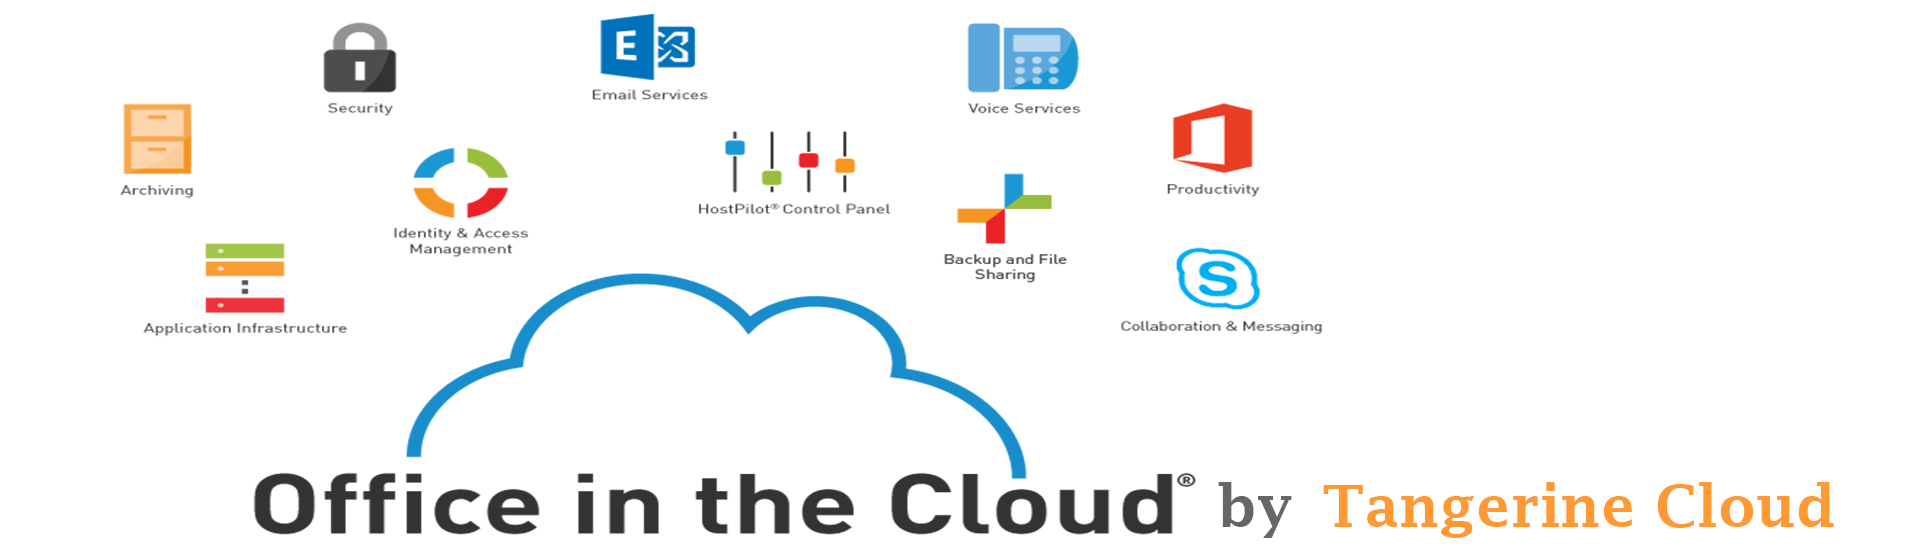 Security
Email Services
Voice Services
Archiving
Productivity
HostPilot® Control Panel
Identity & Access
Management
Backup and File
Sharing
Application Infrastructure
Collaboration & Messaging
Office in the Cloud® by Tangerine Cloud
E
S